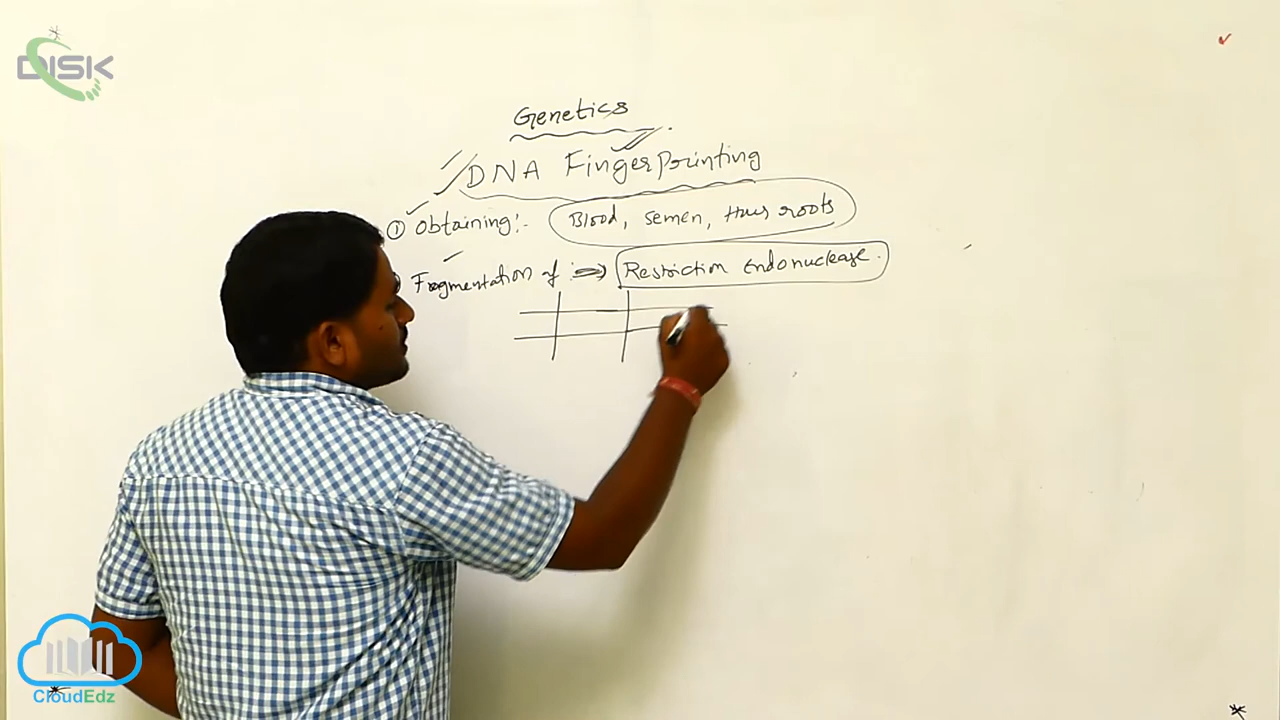 DISK
Genetics
DNA Fingerprinting
① Obtaining:- Blood, Semen, Hair roots
Fragmentation of :⇒ Restriction Endonuclease.
CloudEdz